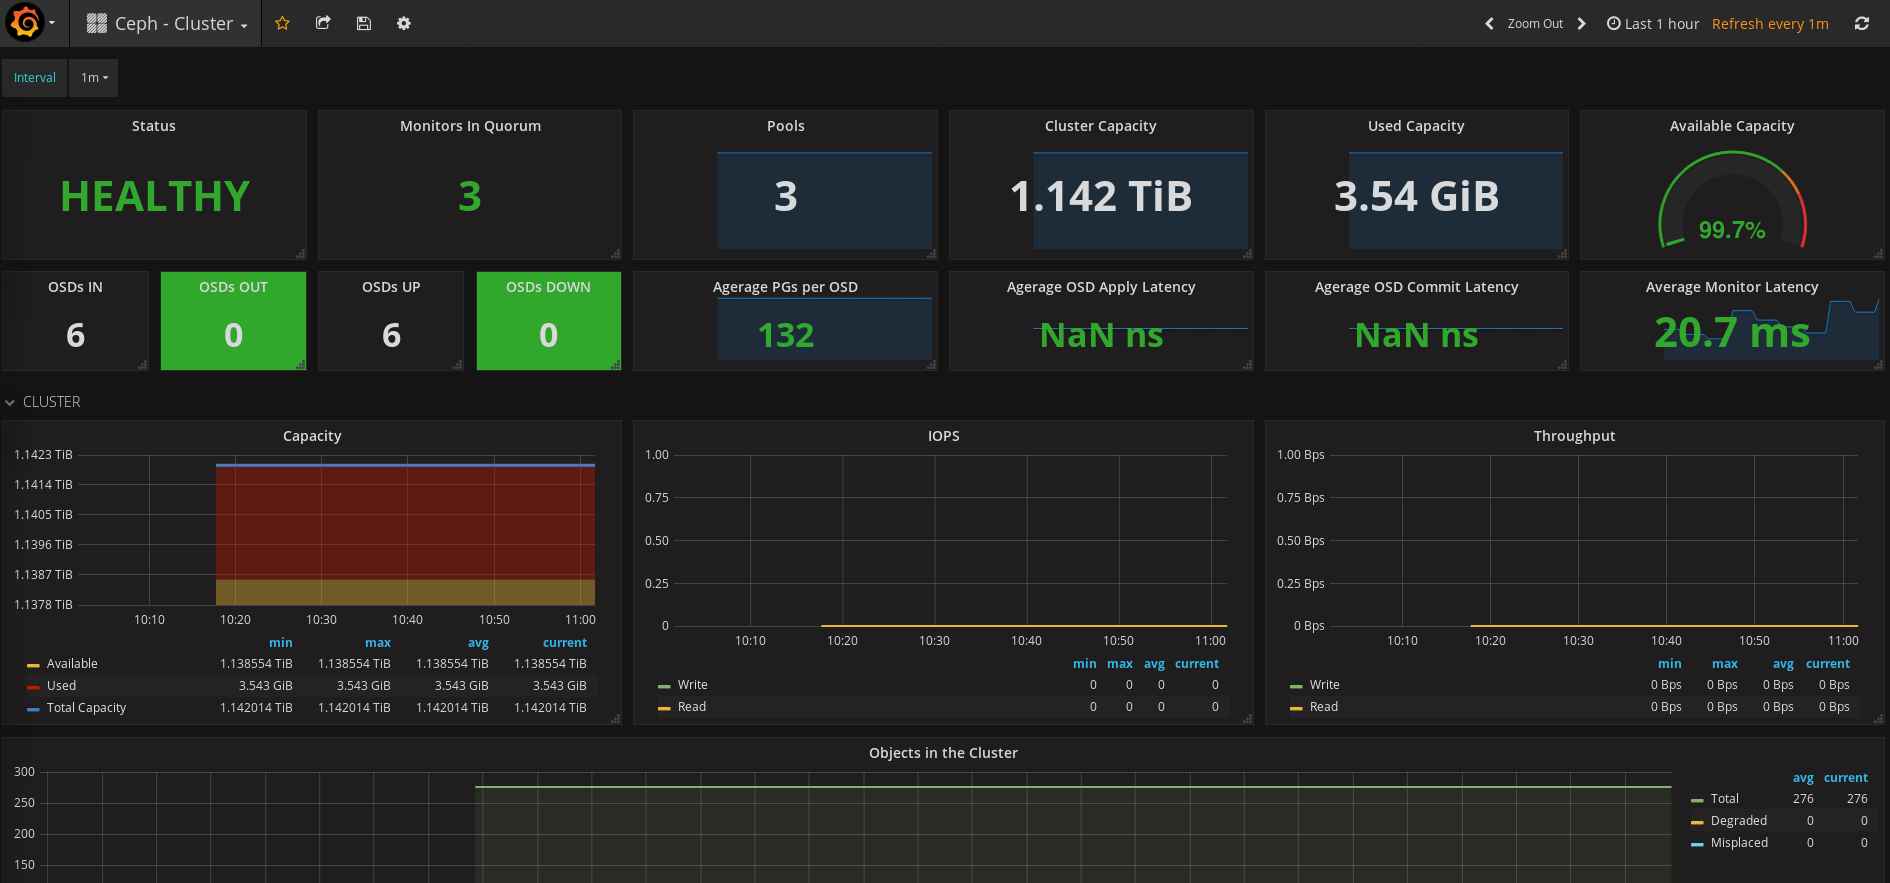 Ceph - Cluster
Zoom Out
Last 1 hour
Refresh every 1m
Interval
1m
Status
HEALTHY
Monitors In Quorum
3
Pools
3
Cluster Capacity
1.142 TiB
Used Capacity
3.54 GiB
Available Capacity
99.7%
OSDs IN
6
OSDs OUT
0
OSDs UP
6
OSDs DOWN
0
Agerage PGs per OSD
132
Agerage OSD Apply Latency
NaN ns
Agerage OSD Commit Latency
NaN ns
Average Monitor Latency
20.7 ms
CLUSTER
Capacity
1.1423 TiB
1.1414 TiB
1.1405 TiB
1.1396 TiB
1.1387 TiB
1.1378 TiB
10:10 10:20 10:30 10:40 10:50 11:00
min max avg current
Available 1.138554 TiB 1.138554 TiB 1.138554 TiB 1.138554 TiB
Used 3.543 GiB 3.543 GiB 3.543 GiB 3.543 GiB
Total Capacity 1.142014 TiB 1.142014 TiB 1.142014 TiB 1.142014 TiB
IOPS
1.00
0.75
0.50
0.25
0
10:10 10:20 10:30 10:40 10:50 11:00
min max avg current
Write 0 0 0 0
Read 0 0 0 0
Throughput
1.00 Bps
0.75 Bps
0.50 Bps
0.25 Bps
0 Bps
10:10 10:20 10:30 10:40 10:50 11:00
min max avg current
Write 0 Bps 0 Bps 0 Bps 0 Bps
Read 0 Bps 0 Bps 0 Bps 0 Bps
Objects in the Cluster
300
250
200
150
avg current
Total 276 276
Degraded 0 0
Misplaced 0 0